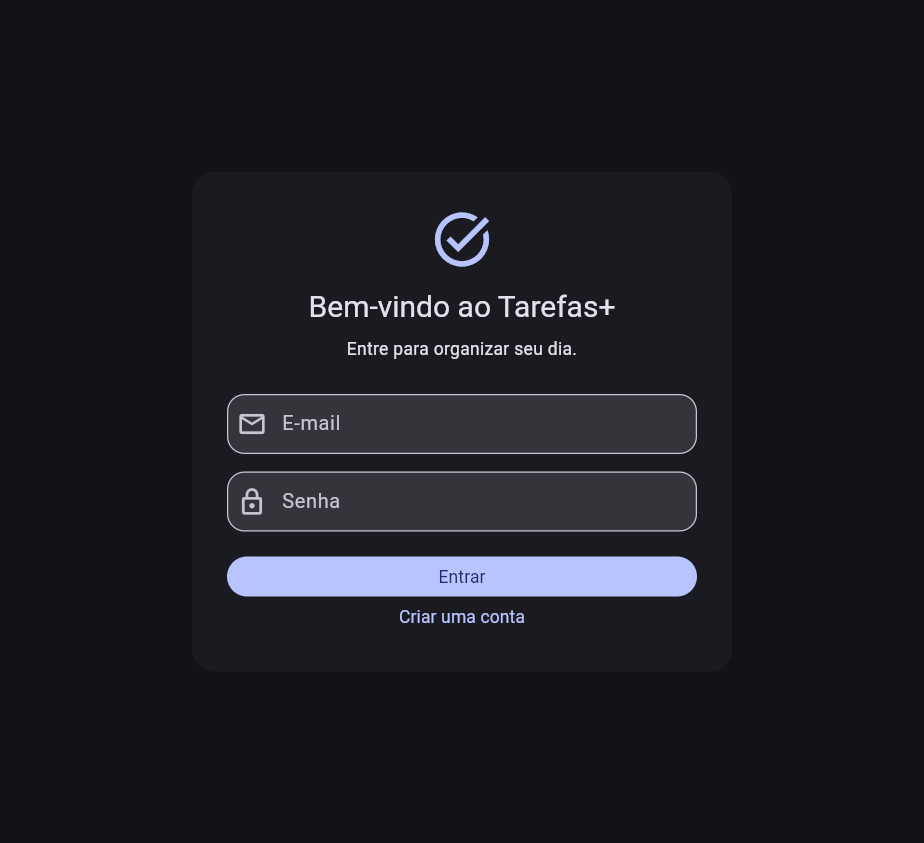 Bem-vindo ao Tarefas+
Entre para organizar seu dia.
E-mail
Senha
Entrar
Criar uma conta